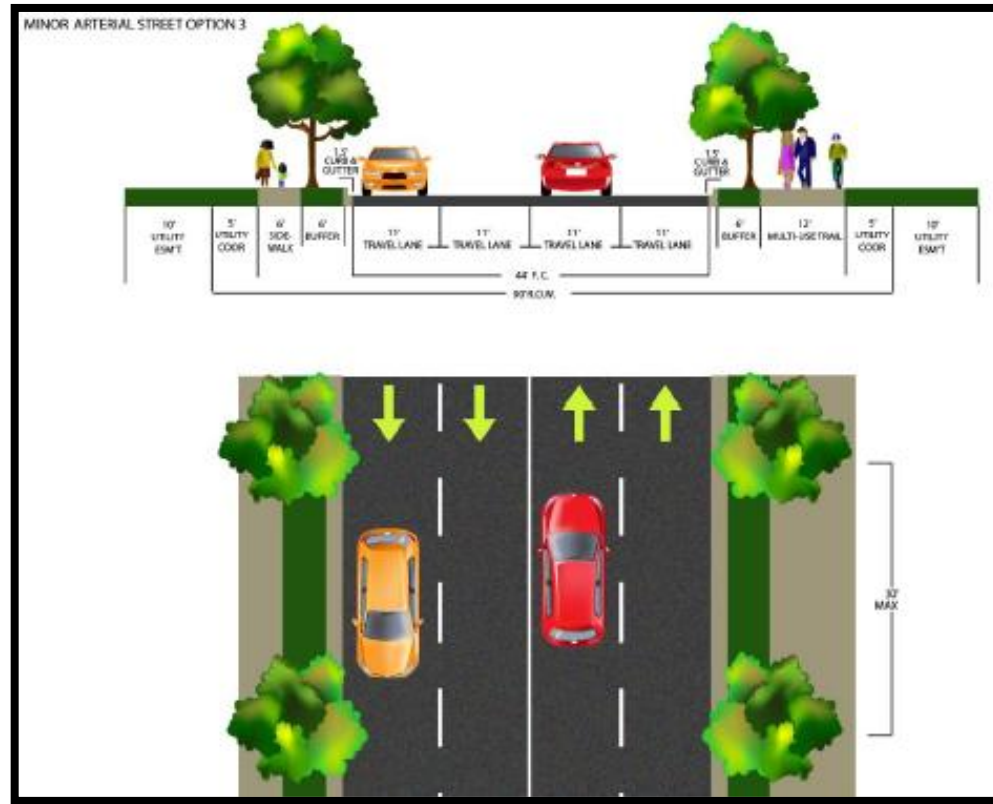 MINOR ARTERIAL STREET OPTION 3
1.5'
CURB &
GUTTER
1.5'
CURB &
GUTTER
10'
UTILITY
ESM'T
5'
UTILITY
COOR
6'
SIDE-
WALK
6'
BUFFER
11'
TRAVEL LANE
11'
TRAVEL LANE
11'
TRAVEL LANE
11'
TRAVEL LANE
6'
BUFFER
12'
MULTI-USE TRAIL
5'
UTILITY
COOR
10'
UTILITY
ESM'T
44' F.C.
90' R.O.W.
30'
MAX